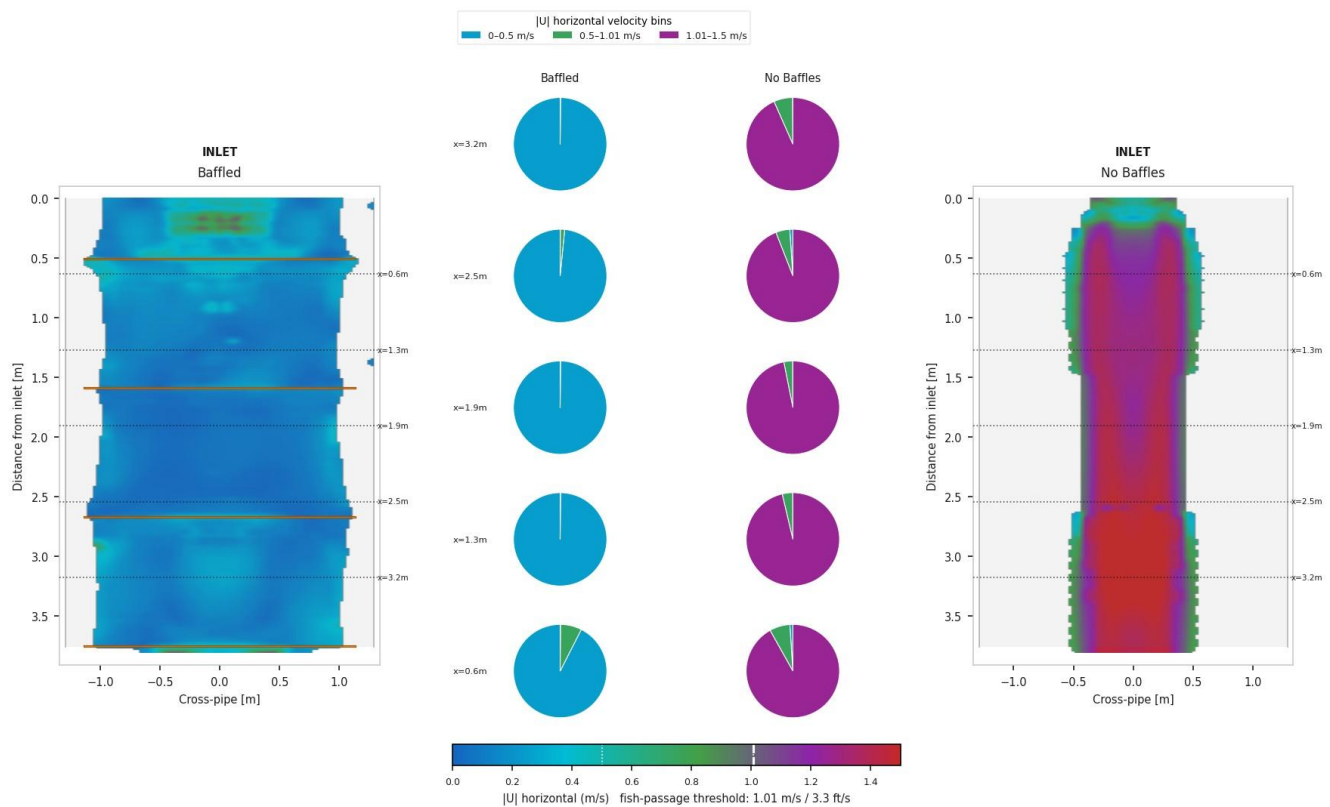 |U| horizontal velocity bins
0–0.5 m/s
0.5–1.01 m/s
1.01–1.5 m/s
INLET
Baffled
0.0
0.5
1.0
1.5
2.0
2.5
3.0
3.5
Distance from inlet [m]
x=0.6m
x=1.3m
x=1.9m
x=2.5m
x=3.2m
−1.0
−0.5
0.0
0.5
1.0
Cross-pipe [m]
Baffled
No Baffles
x=3.2m
x=2.5m
x=1.9m
x=1.3m
x=0.6m
INLET
No Baffles
0.0
0.5
1.0
1.5
2.0
2.5
3.0
3.5
Distance from inlet [m]
x=0.6m
x=1.3m
x=1.9m
x=2.5m
x=3.2m
−1.0
−0.5
0.0
0.5
1.0
Cross-pipe [m]
0.0
0.2
0.4
0.6
0.8
1.0
1.2
1.4
|U| horizontal (m/s) fish-passage threshold: 1.01 m/s / 3.3 ft/s